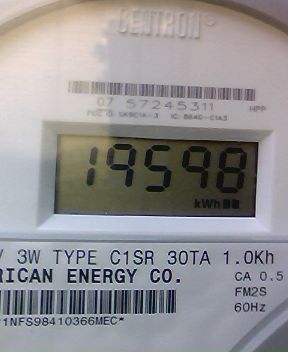 CENTRON®
07 57245311
19598
kWh
V 3W TYPE C1SR 30TA 1.0Kh
RICAN ENERGY CO. CA 0.5
FM2S
60Hz
1NFS98410366MEC*